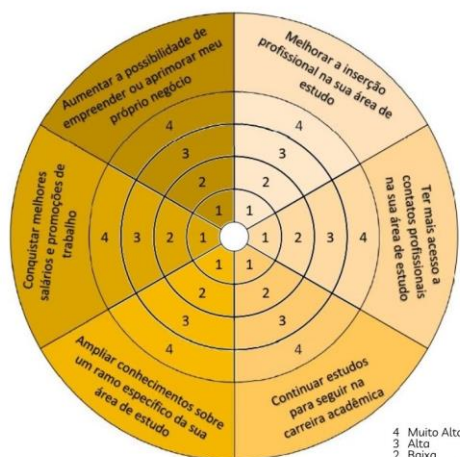 Aumentar a possibilidade de
empreender ou aprimorar meu
próprio negócio
4
3
2
1
Melhorar a inserção
profissional na sua área de
estudo
4
3
2
1
Ter mais acesso a
contatos profissionais
na sua área de estudo
1
2
3
4
Continuar estudos
para seguir na
carreira acadêmica
1
2
3
4
Ampliar conhecimentos sobre
um ramo específico da sua
área de estudo
1
2
3
4
Conquistar melhores
salários e promoções de
trabalho
4
3
2
1
4 Muito Alta
3 Alta
2 Baixa